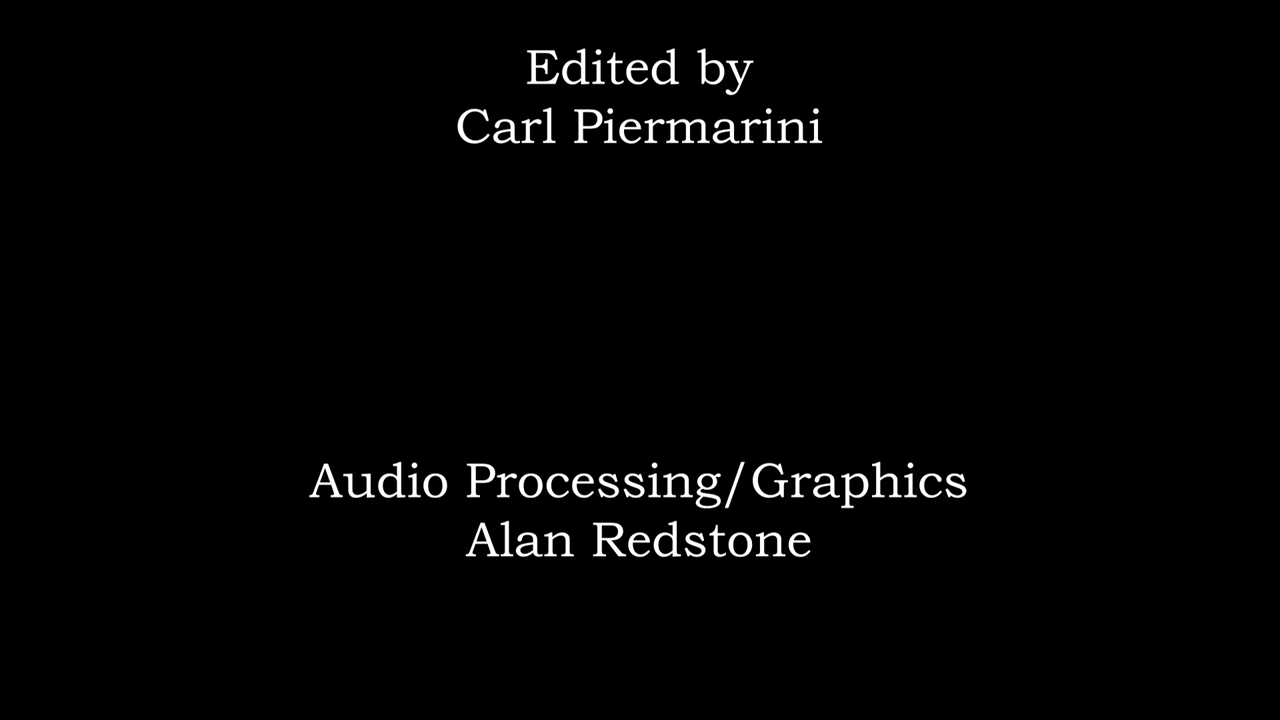 Edited by
Carl Piermarini
Audio Processing/Graphics
Alan Redstone